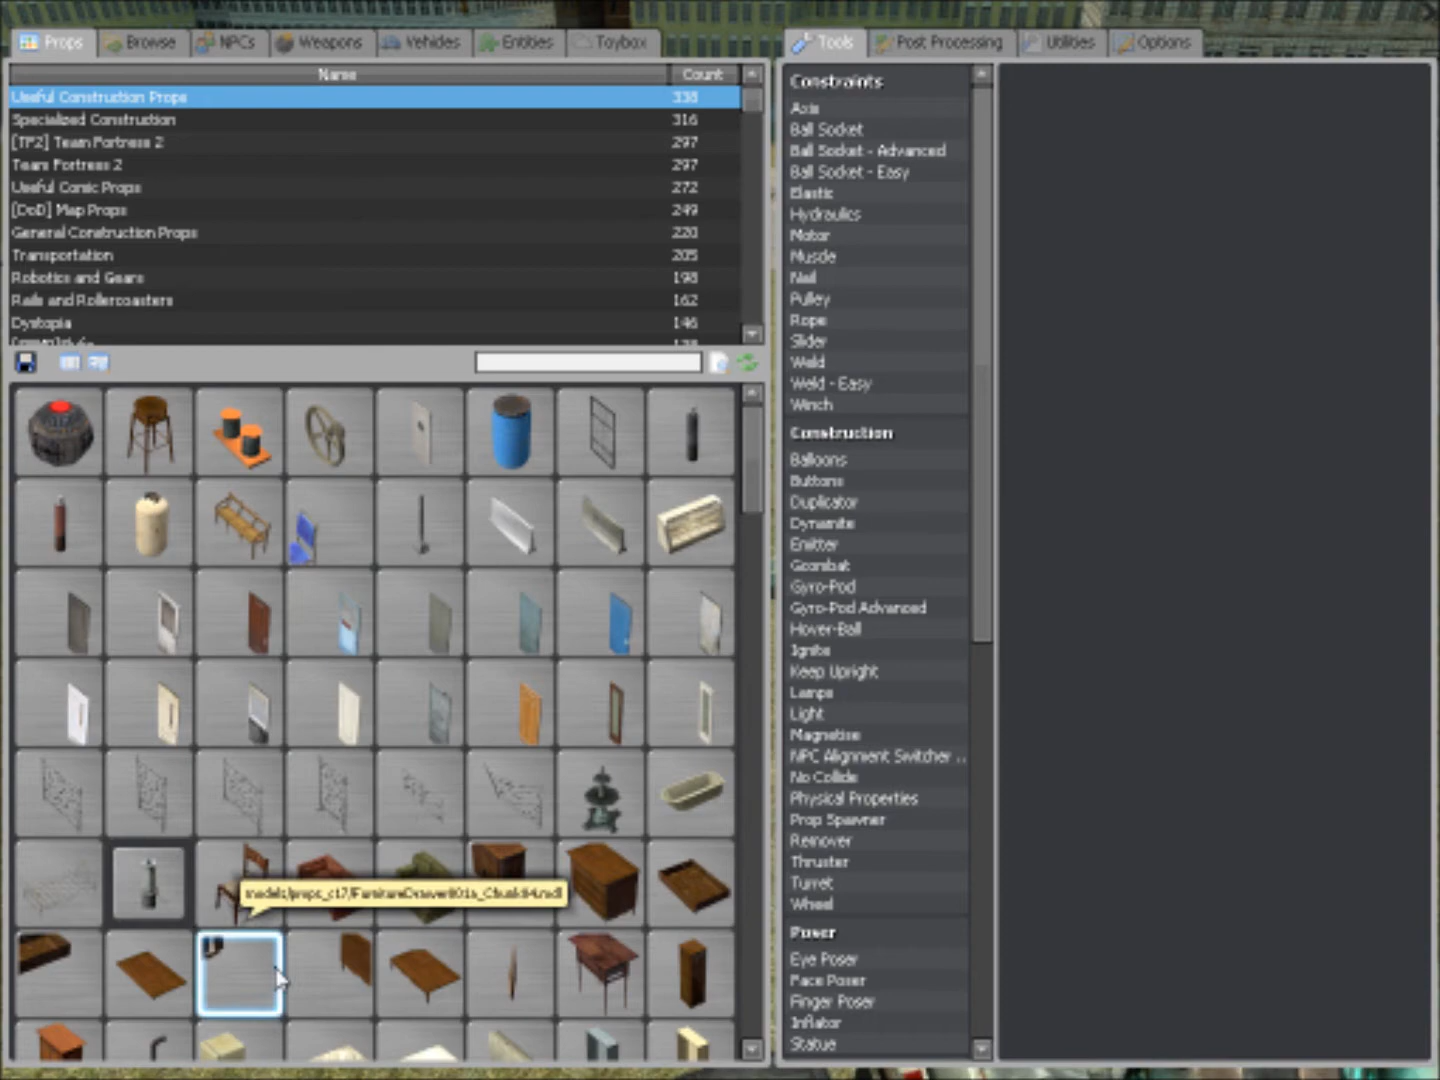 Props
Browse
NPCs
Weapons
Vehicles
Entities
Toybox
Tools
Post Processing
Utilities
Options
Name
Count
Useful Construction Props
338
Specialized Construction
316
[TF2] Team Fortress 2
297
Team Fortress 2
297
Useful Comic Props
272
[DoD] Map Props
249
General Construction Props
220
Transportation
205
Robotics and Gears
198
Rails and Rollercoasters
162
Dystopia
146
models/props_c17/FurnitureDrawer001a_Chunk04.mdl
Constraints
Axis
Ball Socket
Ball Socket - Advanced
Ball Socket - Easy
Elastic
Hydraulics
Motor
Muscle
Nail
Pulley
Rope
Slider
Weld
Weld - Easy
Winch
Construction
Balloons
Buttons
Duplicator
Dynamite
Emitter
Goombat
Gyro-Pod
Gyro-Pod Advanced
Hover-Ball
Ignite
Keep Upright
Lamps
Light
Magnetise
NPC Alignment Switcher ..
No Collide
Physical Properties
Prop Spawner
Remover
Thruster
Turret
Wheel
Poser
Eye Poser
Face Poser
Finger Poser
Inflator
Statue